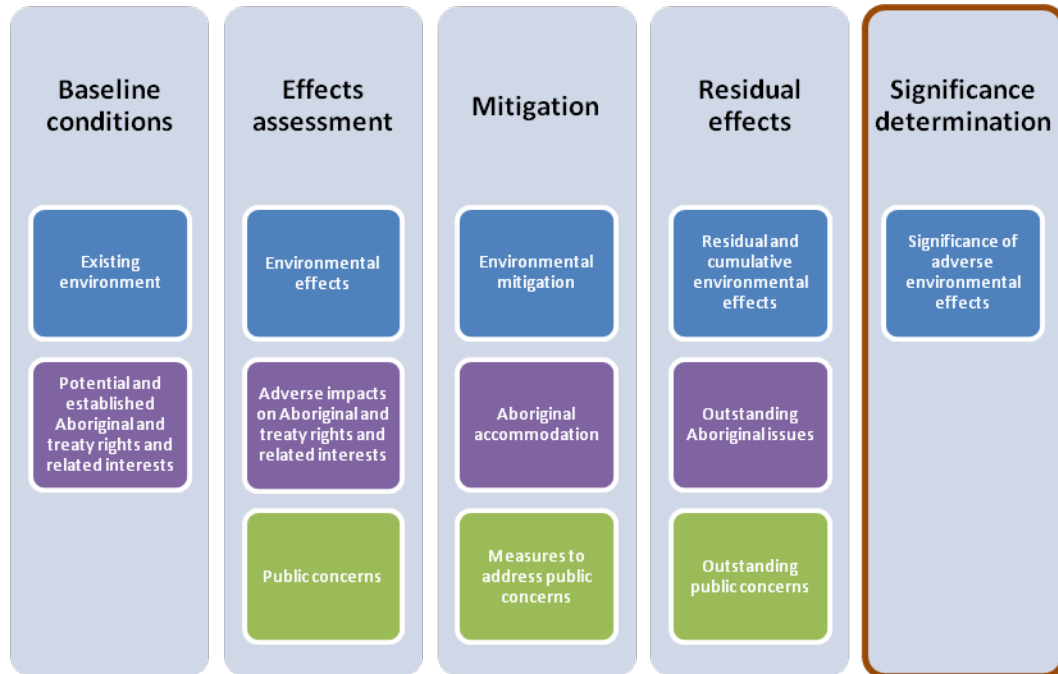 Baseline
conditions
Existing
environment
Potential and
established
Aboriginal and
treaty rights and
related interests
Effects
assessment
Environmental
effects
Adverse impacts
on Aboriginal and
treaty rights and
related interests
Public concerns
Mitigation
Environmental
mitigation
Aboriginal
accommodation
Measures to
address public
concerns
Residual
effects
Residual and
cumulative
environmental
effects
Outstanding
Aboriginal issues
Outstanding
public concerns
Significance
determination
Significance of
adverse
environmental
effects